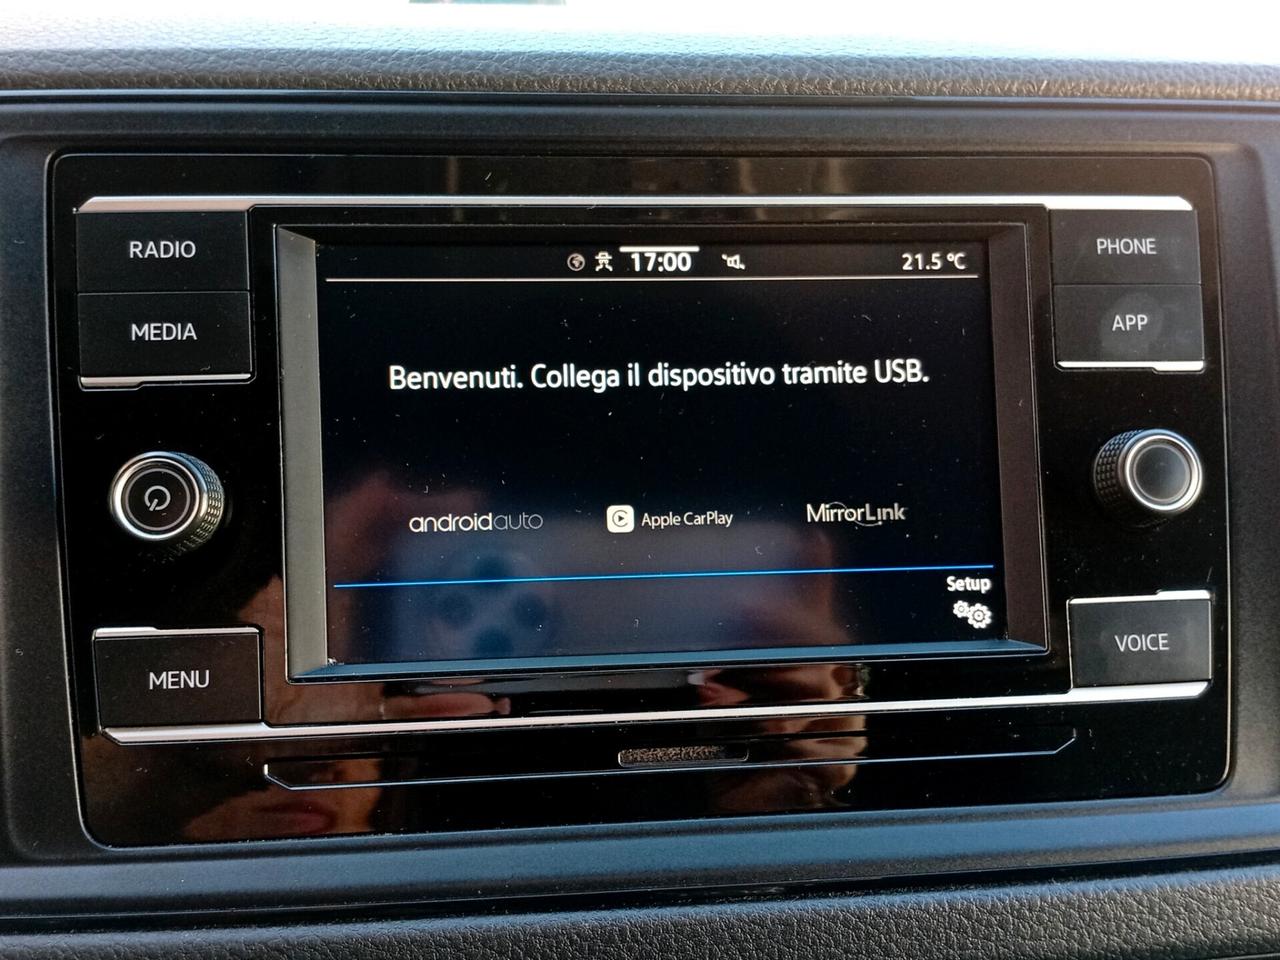 RADIO
MEDIA
MENU
17:00
21.5 °C
Benvenuti. Collega il dispositivo tramite USB.
androidauto
Apple CarPlay
MirrorLink
Setup
PHONE
APP
VOICE